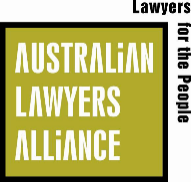 Lawyers
for the People
AUSTRALiAN
LAWYERS
ALLiANCE